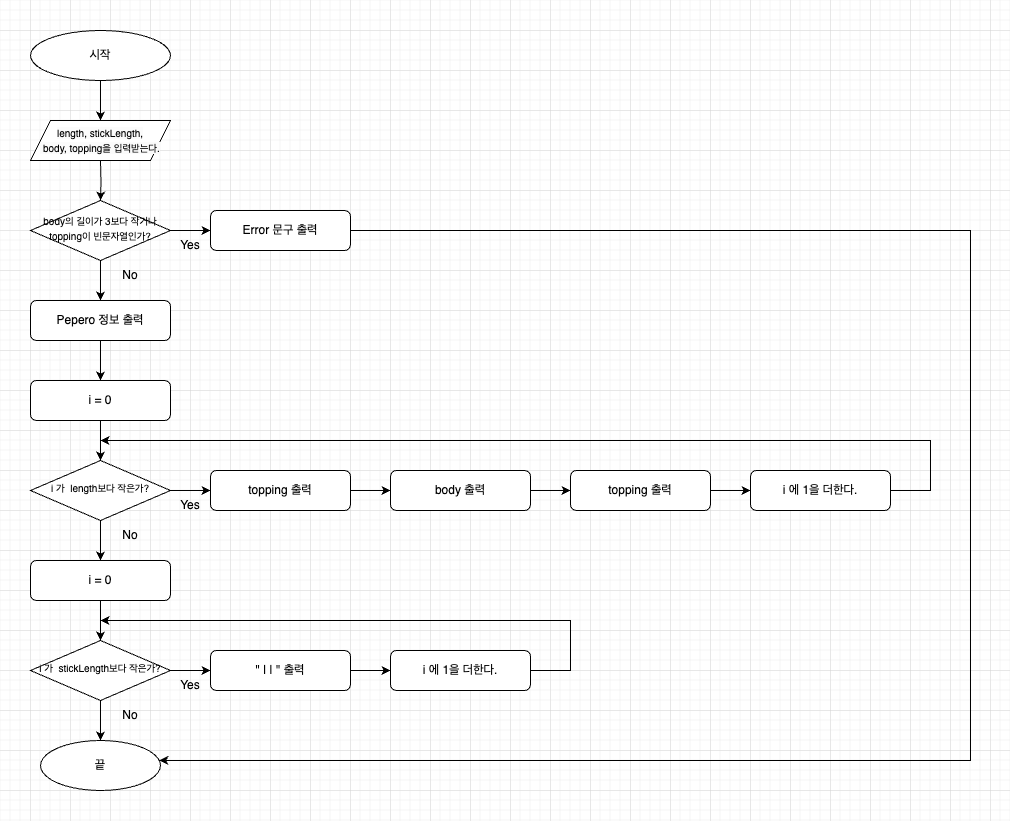 시작
length, stickLength,
body, topping을 입력받는다.
body의 길이가 3보다 작거나
topping이 빈문자열인가?
Yes
Error 문구 출력
No
Pepero 정보 출력
i = 0
i 가 length보다 작은가?
Yes
topping 출력
body 출력
topping 출력
i 에 1을 더한다.
No
i = 0
i 가 stickLength보다 작은가?
Yes
" l l " 출력
i 에 1을 더한다.
No
끝